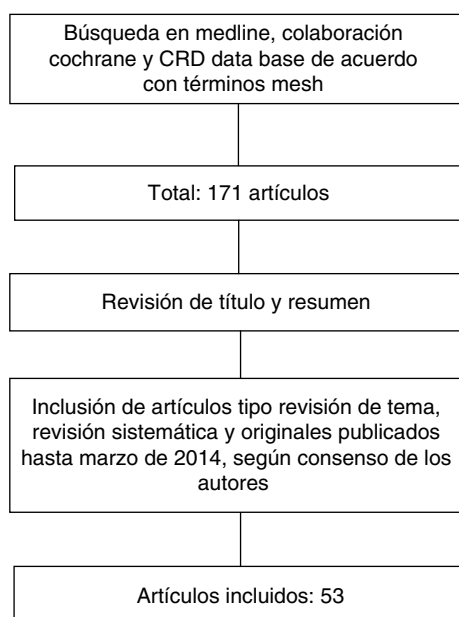 Búsqueda en medline, colaboración
cochrane y CRD data base de acuerdo
con términos mesh
Total: 171 artículos
Revisión de título y resumen
Inclusión de artículos tipo revisión de tema,
revisión sistemática y originales publicados
hasta marzo de 2014, según consenso de los
autores
Artículos incluidos: 53